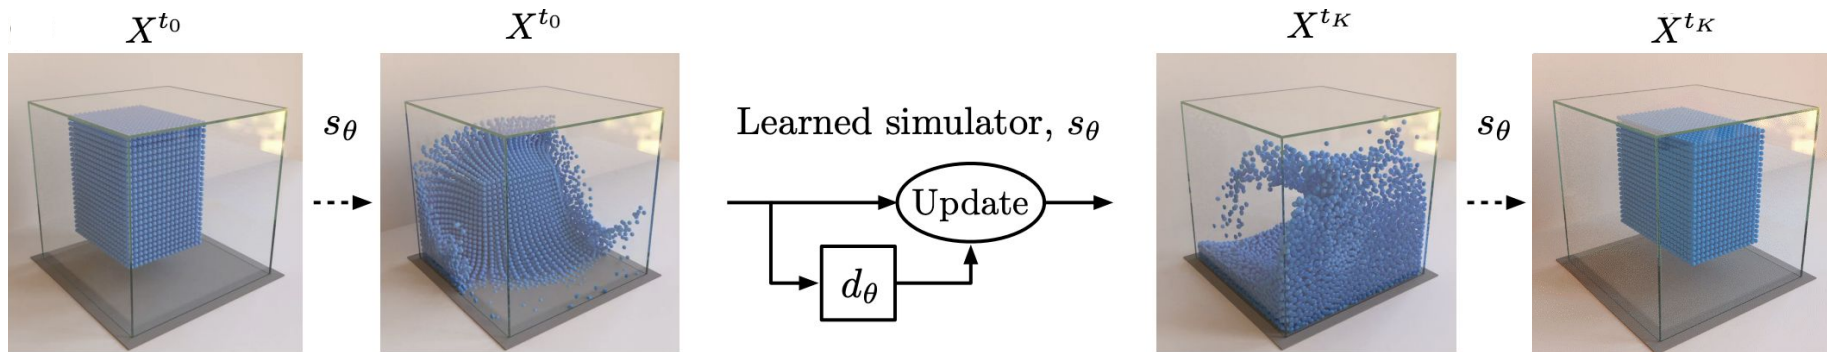 X^{t_0}
s_θ
X^{t_0}
Learned simulator, s_θ
Update
d_θ
X^{t_K}
s_θ
X^{t_K}